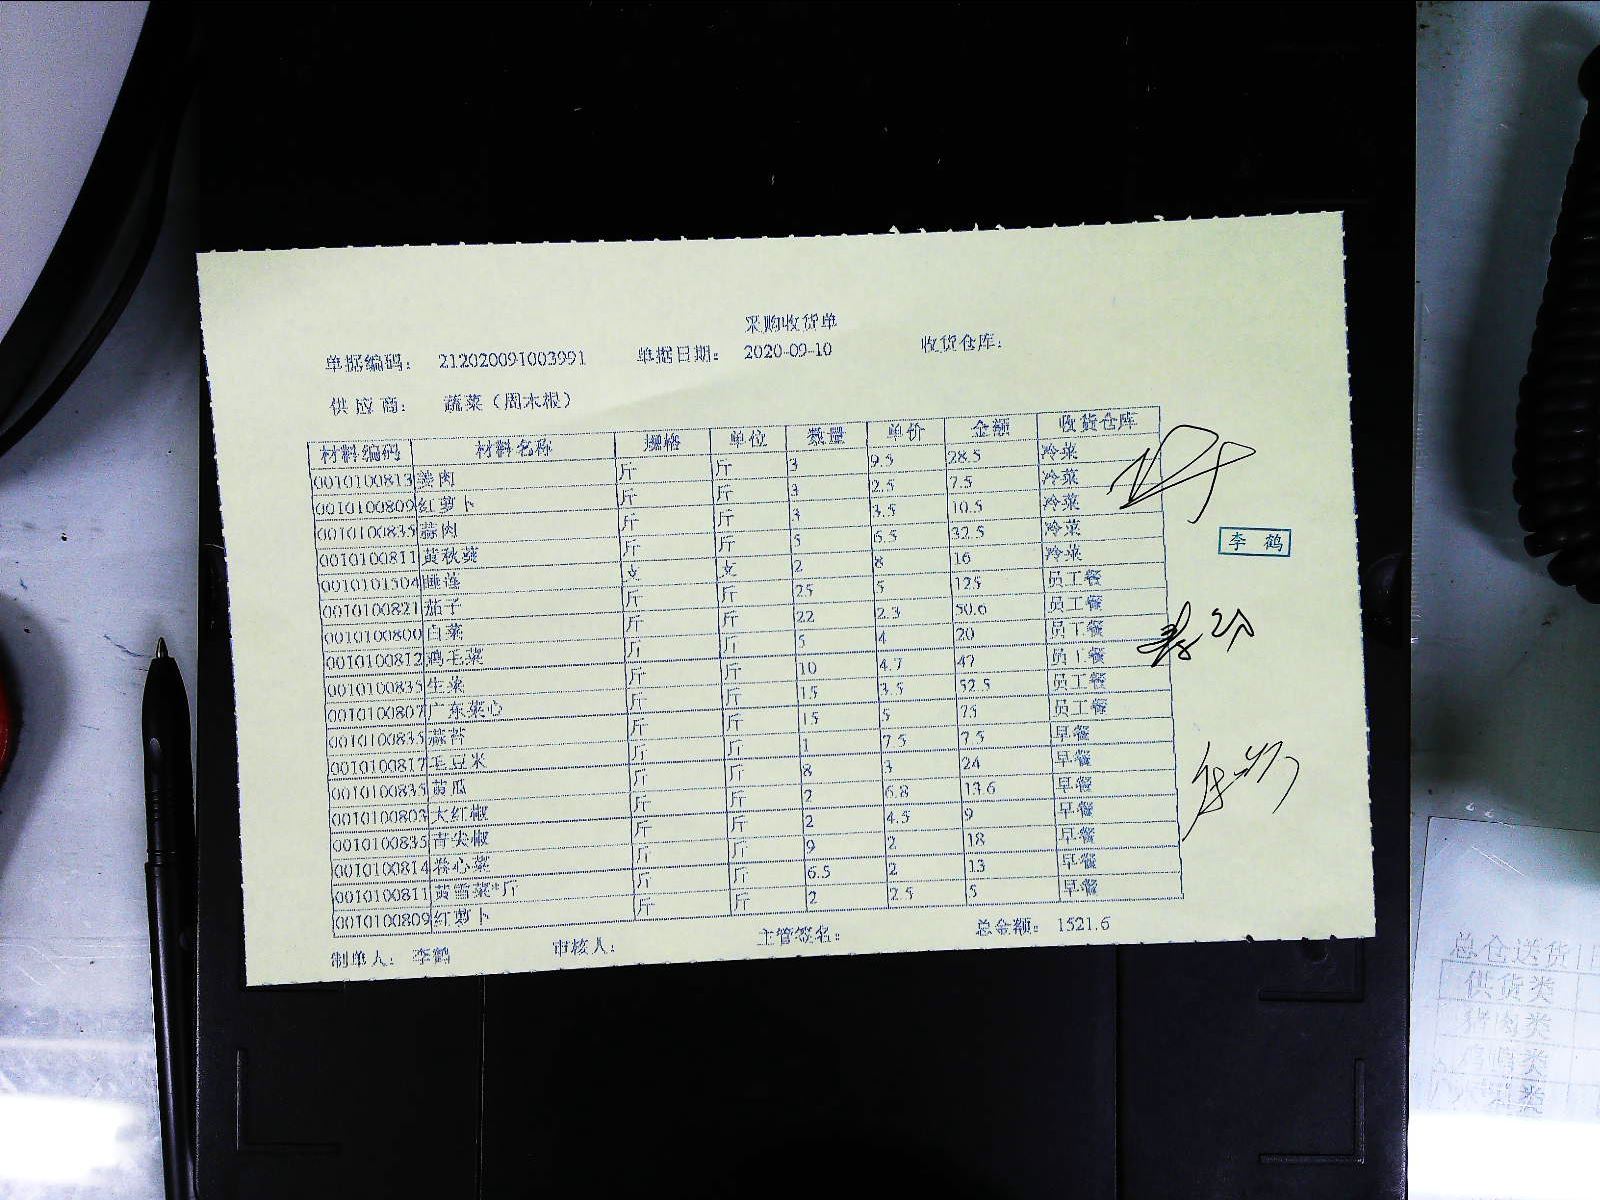 采购收货单
单据编码: 212020091003991 单据日期: 2020-09-10 收货仓库:
供应商: 蔬菜(周木根)
材料编码 材料名称 规格 单位 数量 单价 金额 收货仓库
0010100813 姜肉 斤 斤 3 9.5 28.5 冷菜
0010100809 红萝卜 斤 斤 3 2.5 7.5 冷菜
0010100835 蒜肉 斤 斤 3 3.5 10.5 冷菜
0010100811 黄秋葵 斤 斤 5 6.5 32.5 冷菜
0010101504 睡莲 支 支 2 8 16 冷菜
0010100821 茄子 斤 斤 25 5 125 员工餐
0010100800 白菜 斤 斤 22 2.3 50.6 员工餐
0010100812 鸡毛菜 斤 斤 5 4 20 员工餐
0010100835 生菜 斤 斤 10 4.7 47 员工餐
0010100807 广东菜心 斤 斤 15 3.5 52.5 员工餐
0010100835 蒜苔 斤 斤 15 5 75 员工餐
0010100817 毛豆米 斤 斤 1 7.5 7.5 早餐
0010100835 黄瓜 斤 斤 8 3 24 早餐
0010100803 大红椒 斤 斤 2 6.8 13.6 早餐
0010100835 青尖椒 斤 斤 2 4.5 9 早餐
0010100814 卷心菜 斤 斤 9 2 18 早餐
0010100811 黄雪菜*斤 斤 斤 6.5 2 13 早餐
0010100809 红萝卜 斤 斤 2 2.5 5 早餐
制单人: 李鹤 审核人: 主管签名: 总金额: 1521.6
李 鹤
总仓送货
供货类
猪肉类